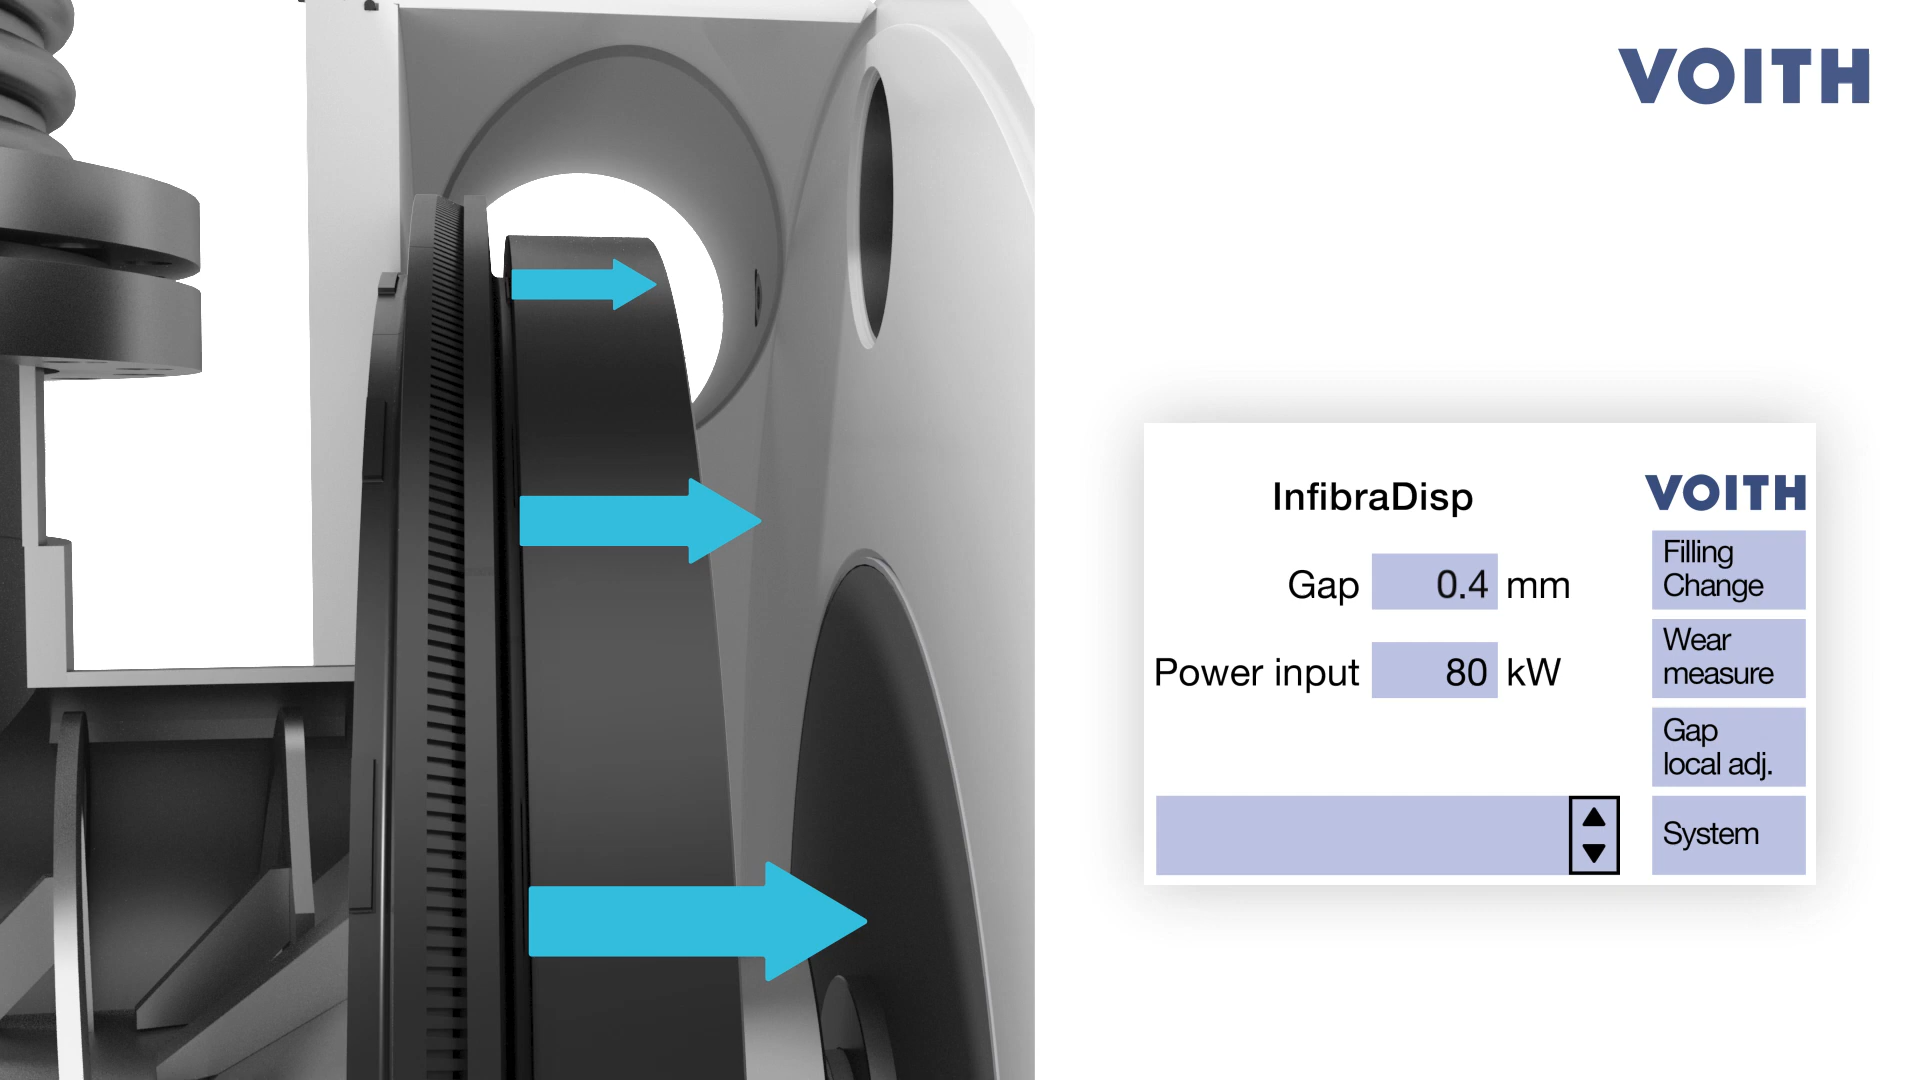 VOITH
InfibraDisp
VOITH
Gap 0.4 mm
Power input 80 kW
Filling
Change
Wear
measure
Gap
local adj.
System